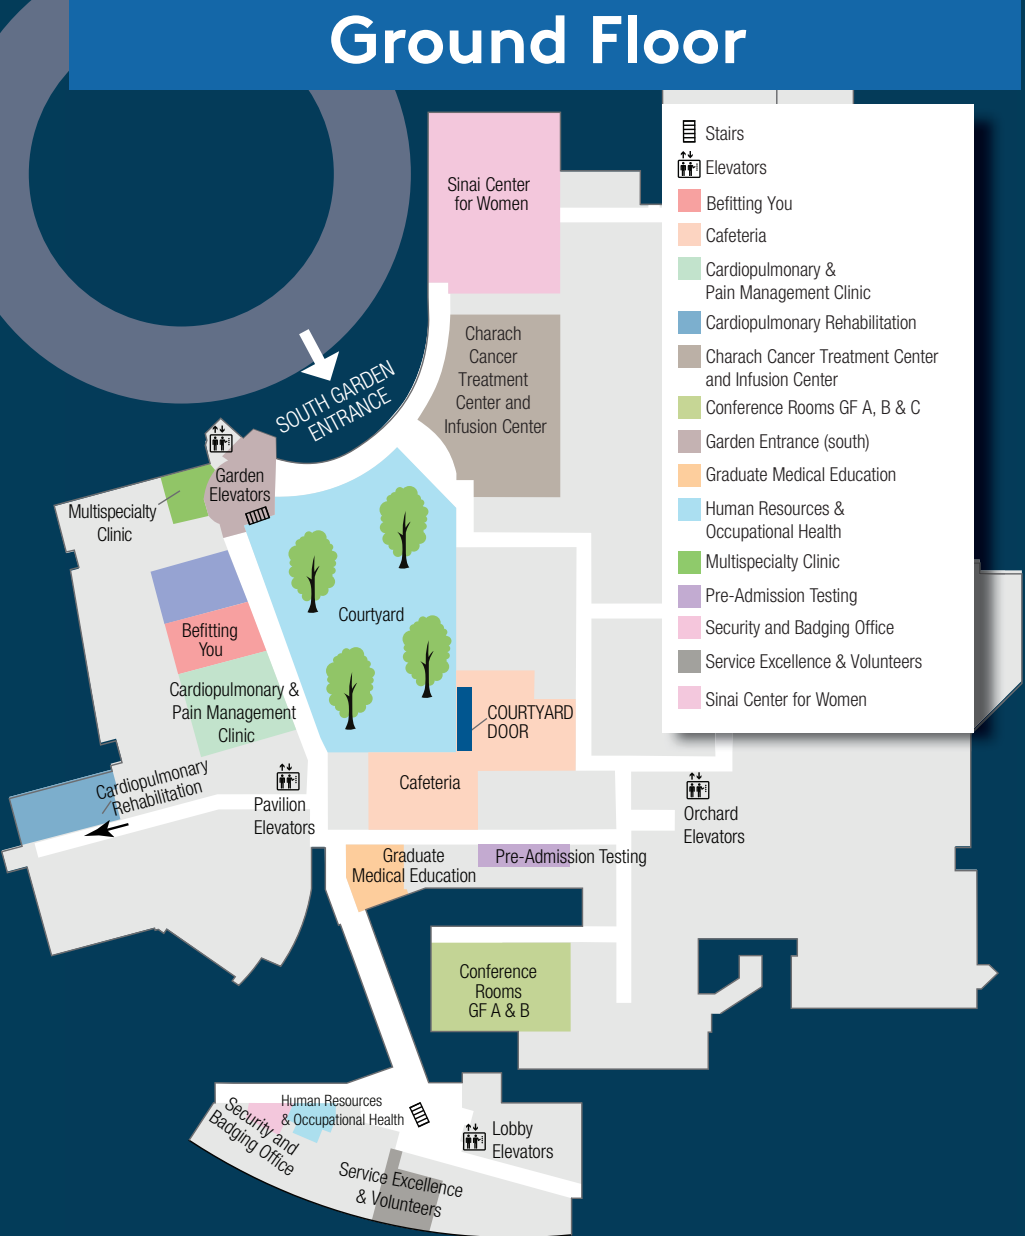 Ground Floor
Stairs
Elevators
Befitting You
Cafeteria
Cardiopulmonary &
Pain Management Clinic
Cardiopulmonary Rehabilitation
Charach Cancer Treatment Center
and Infusion Center
Conference Rooms GF A, B & C
Garden Entrance (south)
Graduate Medical Education
Human Resources &
Occupational Health
Multispecialty Clinic
Pre-Admission Testing
Security and Badging Office
Service Excellence & Volunteers
Sinai Center for Women
Sinai Center
for Women
Charach
Cancer
Treatment
Center and
Infusion Center
SOUTH GARDEN
ENTRANCE
Garden
Elevators
Multispecialty
Clinic
Courtyard
Befitting
You
Cardiopulmonary &
Pain Management
Clinic
COURTYARD
DOOR
Cardiopulmonary
Rehabilitation
Pavilion
Elevators
Cafeteria
Orchard
Elevators
Graduate
Medical Education
Pre-Admission Testing
Conference
Rooms
GF A & B
Human Resources
& Occupational Health
Security and
Badging Office
Lobby
Elevators
Service Excellence
& Volunteers